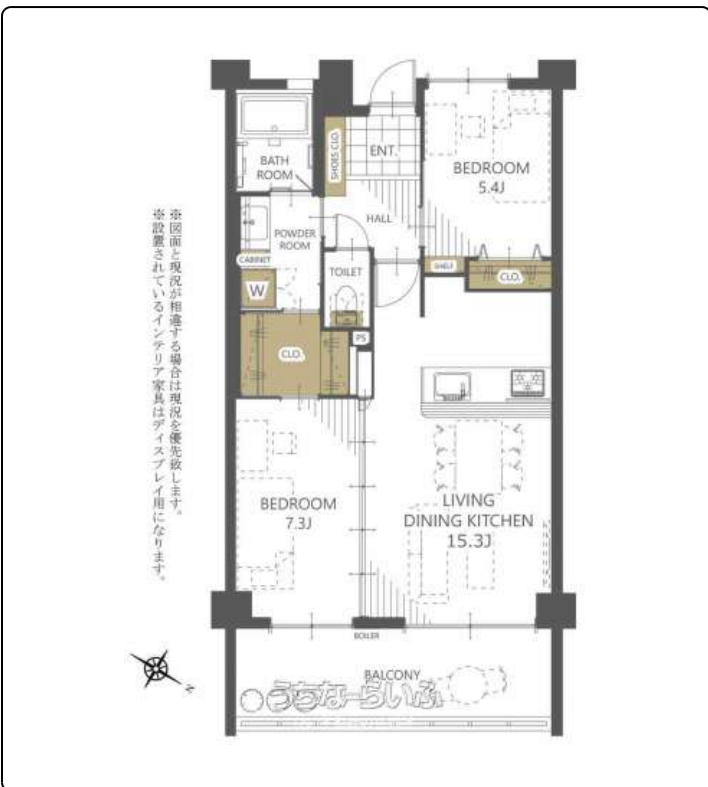 BATH
ROOM
SHOES CLO.
ENT.
BEDROOM
5.4J
HALL
POWDER
ROOM
CABINET
TOILET
SHELF
CLO.
W
PS
CLO.
BEDROOM
7.3J
LIVING
DINING KITCHEN
15.3J
BOILER
BALCONY
うちなーらいふ
N
※図面と現況が相違する場合は現況を優先致します。
※設置されているインテリア家具はディスプレイ用になります。